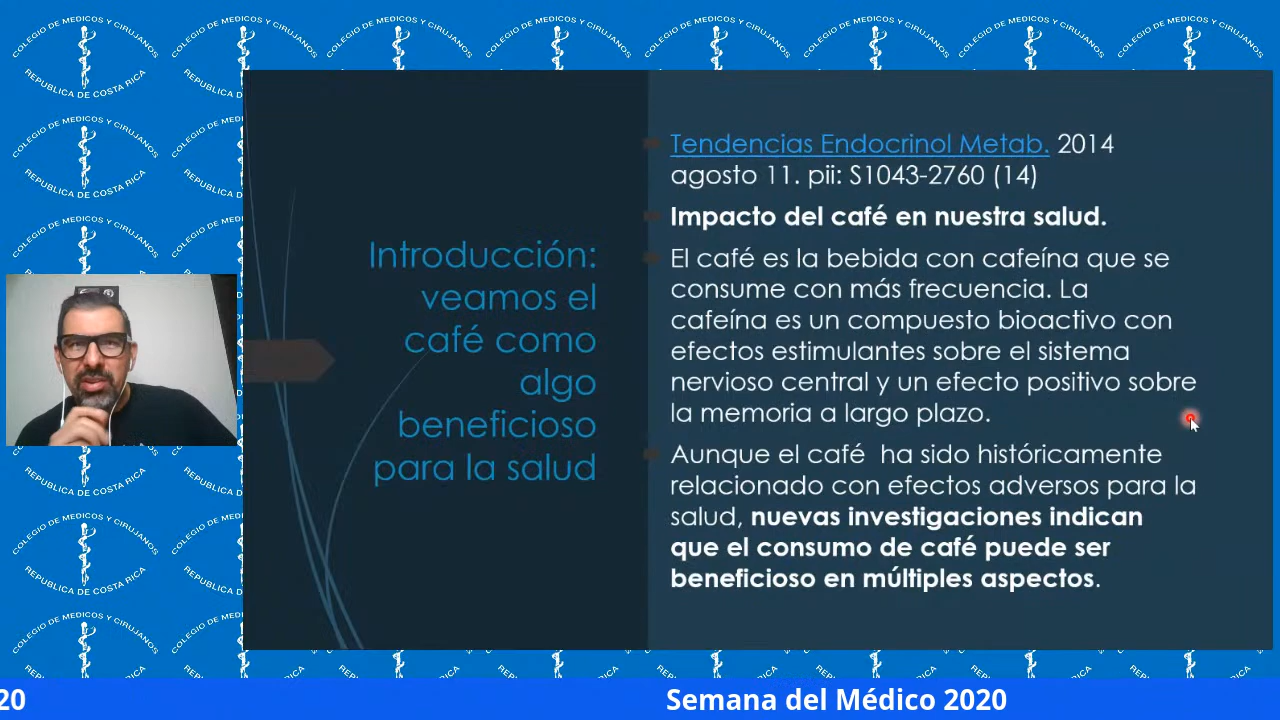 COLEGIO DE MEDICOS Y CIRUJANOS
REPUBLICA DE COSTA RICA
Introducción:
veamos el
café como
algo
beneficioso
para la salud
Tendencias Endocrinol Metab. 2014
agosto 11. pii: S1043-2760 (14)
Impacto del café en nuestra salud.
El café es la bebida con cafeína que se
consume con más frecuencia. La
cafeína es un compuesto bioactivo con
efectos estimulantes sobre el sistema
nervioso central y un efecto positivo sobre
la memoria a largo plazo.
Aunque el café  ha sido históricamente
relacionado con efectos adversos para la
salud, nuevas investigaciones indican
que el consumo de café puede ser
beneficioso en múltiples aspectos.
20
Semana del Médico 2020